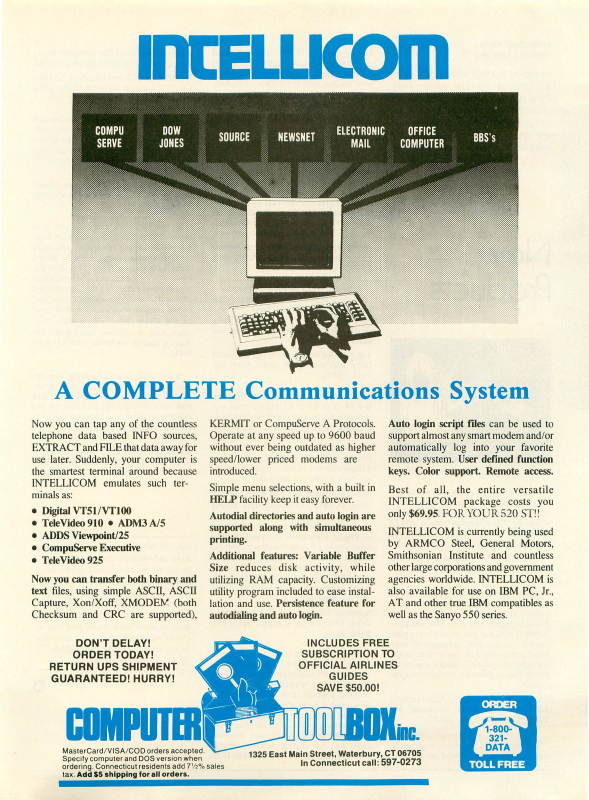 INTELLICOM
COMPU
SERVE
DOW
JONES
SOURCE
NEWSNET
ELECTRONIC
MAIL
OFFICE
COMPUTER
BBS's
A COMPLETE Communications System
Now you can tap any of the countless
telephone data based INFO sources,
EXTRACT and FILE that data away for
use later. Suddenly, your computer is
the smartest terminal around because
INTELLICOM emulates such ter-
minals as:
• Digital VT51/VT100
• TeleVideo 910 • ADM3 A/5
• ADDS Viewpoint/25
• CompuServe Executive
• TeleVideo 925
Now you can transfer both binary and
text files, using simple ASCII, ASCII
Capture, Xon/Xoff, XMODEM (both
Checksum and CRC are supported),
KERMIT or CompuServe A Protocols.
Operate at any speed up to 9600 baud
without ever being outdated as higher
speed/lower priced modems are
introduced.
Simple menu selections, with a built in
HELP facility keep it easy forever.
Autodial directories and auto login are
supported along with simultaneous
printing.
Additional features: Variable Buffer
Size reduces disk activity, while
utilizing RAM capacity. Customizing
utility program included to ease instal-
lation and use. Persistence feature for
autodialing and auto login.
Auto login script files can be used to
support almost any smart modem and/or
automatically log into your favorite
remote system. User defined function
keys. Color support. Remote access.
Best of all, the entire versatile
INTELLICOM package costs you
only $69.95 FOR YOUR 520 ST!!
INTELLICOM is currently being used
by ARMCO Steel, General Motors,
Smithsonian Institute and countless
other large corporations and government
agencies worldwide. INTELLICOM is
also available for use on IBM PC, Jr.,
AT and other true IBM compatibles as
well as the Sanyo 550 series.
DON'T DELAY!
ORDER TODAY!
RETURN UPS SHIPMENT
GUARANTEED! HURRY!
INCLUDES FREE
SUBSCRIPTION TO
OFFICIAL AIRLINES
GUIDES
SAVE $50.00!
COMPUTER TOOLBOX inc.
MasterCard/VISA/COD orders accepted.
Specify computer and DOS version when
ordering. Connecticut residents add 7½% sales
tax. Add $5 shipping for all orders.
1325 East Main Street, Waterbury, CT 06705
In Connecticut call: 597-0273
ORDER
1-800-
321-
DATA
TOLL FREE